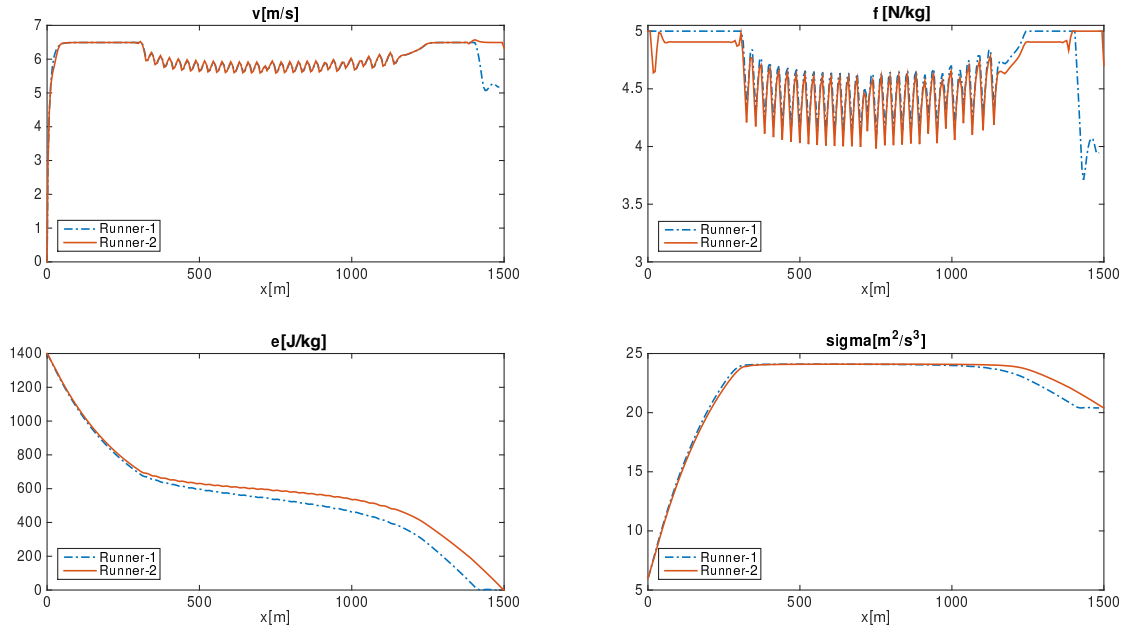 v[m/s]
7
6
5
4
3
2
1
0
Runner-1
Runner-2
0
500
1000
1500
x[m]
f [N/kg]
5
4.5
4
3.5
3
Runner-1
Runner-2
0
500
1000
1500
x[m]
e[J/kg]
1400
1200
1000
800
600
400
200
0
Runner-1
Runner-2
0
500
1000
1500
x[m]
sigma[m²/s³]
25
20
15
10
5
Runner-1
Runner-2
0
500
1000
1500
x[m]